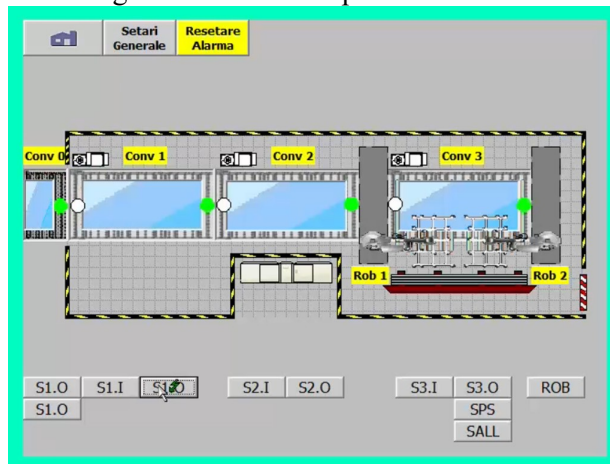 Setari
Generale
Resetare
Alarma
Conv 0
Conv 1
Conv 2
Conv 3
Rob 1
Rob 2
S1.O S1.I S2.I S2.O S3.I S3.O ROB
S1.O SPS
SALL